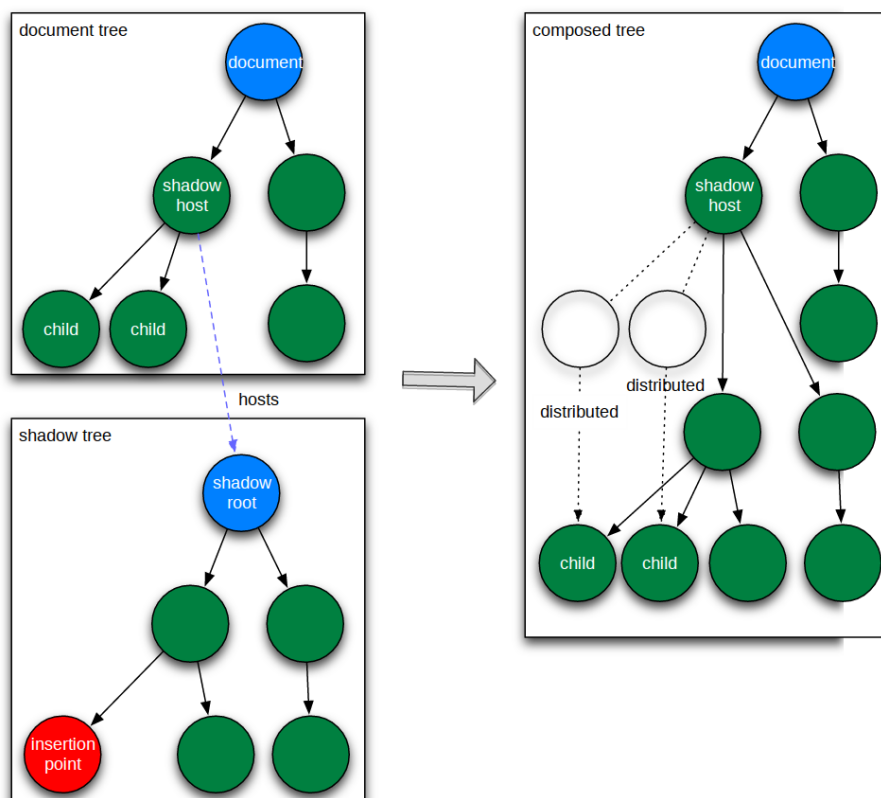 document tree
document
shadow
host
child
child
hosts
shadow tree
shadow
root
insertion
point
composed tree
document
shadow
host
distributed
distributed
child
child